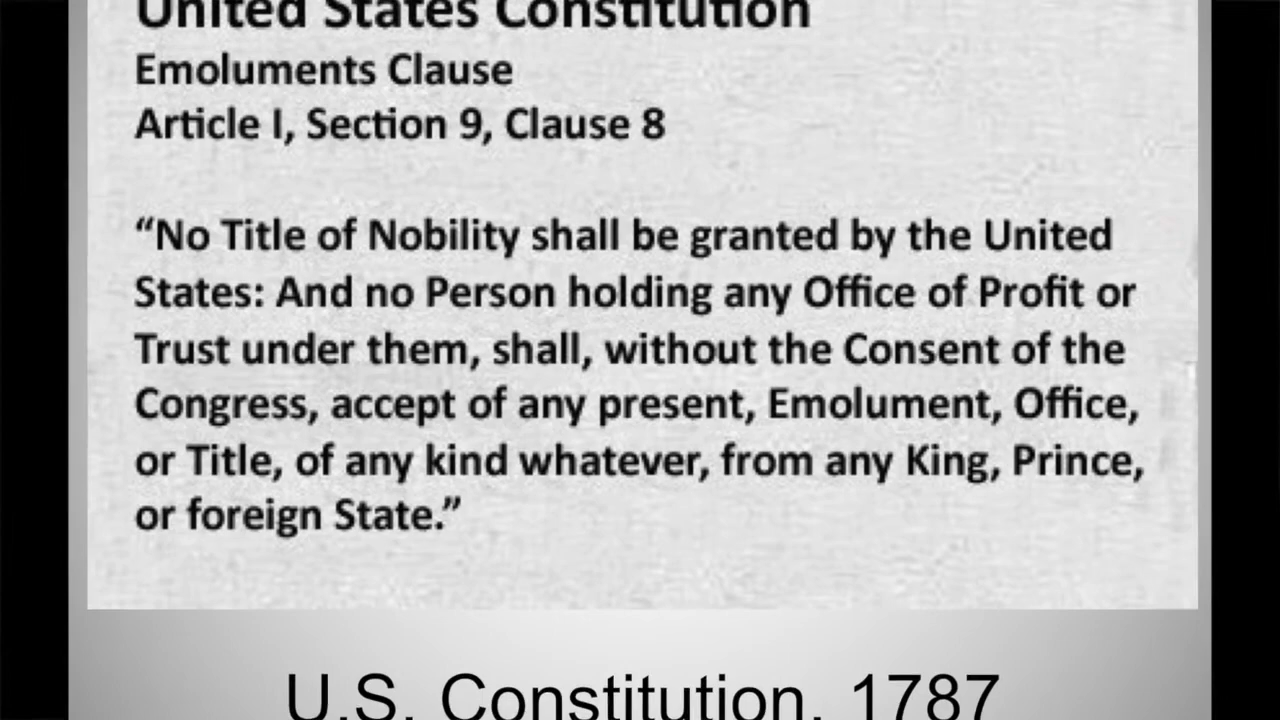 United States Constitution
Emoluments Clause
Article I, Section 9, Clause 8
“No Title of Nobility shall be granted by the United
States: And no Person holding any Office of Profit or
Trust under them, shall, without the Consent of the
Congress, accept of any present, Emolument, Office,
or Title, of any kind whatever, from any King, Prince,
or foreign State.”
U.S. Constitution, 1787